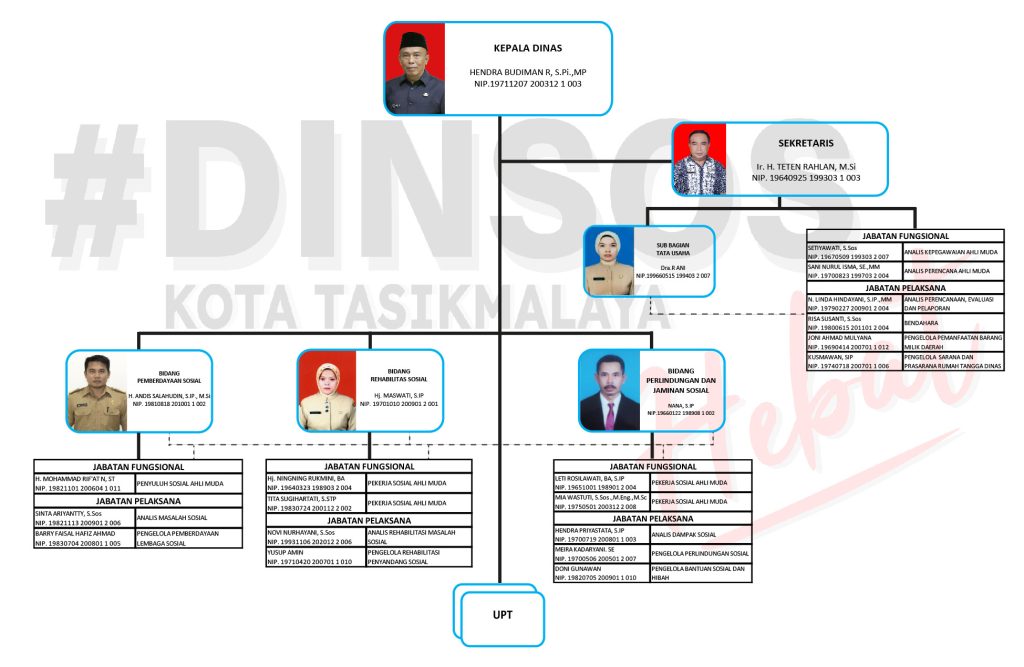 KEPALA DINAS
HENDRA BUDIMAN R, S.Pi.,MP
NIP.19711207 200312 1 003
#DINSOS
KOTA TASIKMALAYA
Hebat
SEKRETARIS
Ir. H. TETEN RAHLAN, M.Si
NIP. 19640925 199303 1 003
SUB BAGIAN
TATA USAHA
Dra.R ANI
NIP.199660515 199403 2 007
JABATAN FUNGSIONAL
SETIYAWATI, S.Sos
NIP. 19670509 199303 2 007
ANALIS KEPEGAWAIAN AHLI MUDA
SANI NURUL ISMA, SE.,MM
NIP. 19700823 199703 2 004
ANALIS PERENCANA AHLI MUDA
JABATAN PELAKSANA
N. LINDA HINDAYANI, S.IP.,MM
NIP. 19790227 200901 2 004
ANALIS PERENCANAAN, EVALUASI
DAN PELAPORAN
RISA SUSANTI, S.Sos
NIP. 19800615 201101 2 004
BENDAHARA
JONI AHMAD MULYANA
NIP. 19690414 200701 1 012
PENGELOLA PEMANFAATAN BARANG
MILIK DAERAH
KUSMAWAN, SIP
NIP. 19740718 200701 1 006
PENGELOLA SARANA DAN
PRASARANA RUMAH TANGGA DINAS
BIDANG
PEMBERDAYAAN SOSIAL
H. ANDIS SALAHUDIN, S.IP., M.Si
NIP. 19810818 201001 1 002
BIDANG
REHABILITAS SOSIAL
Hj. MASWATI, S.IP
NIP. 19701010 200901 2 001
BIDANG
PERLINDUNGAN DAN
JAMINAN SOSIAL
NANA, S.IP
NIP.19660122 198908 1 002
JABATAN FUNGSIONAL
H. MOHAMMAD RIF'AT N, ST
NIP. 19821101 200604 1 011
PENYULUH SOSIAL AHLI MUDA
JABATAN PELAKSANA
SINTA ARIYANTTY, S.Sos
NIP. 19821113 200901 2 006
ANALIS MASALAH SOSIAL
BARRY FAISAL HAFIZ AHMAD
NIP. 19830704 200801 1 005
PENGELOLA PEMBERDAYAAN
LEMBAGA SOSIAL
JABATAN FUNGSIONAL
Hj. NINGNING RUKMINI, BA
NIP. 19640323 198903 2 004
PEKERJA SOSIAL AHLI MUDA
TITA SUGIHARTATI, S.STP
NIP. 19830724 200112 2 002
PEKERJA SOSIAL AHLI MUDA
JABATAN PELAKSANA
NOVI NURHAYANI, S.Sos
NIP. 19931106 202012 2 006
ANALIS REHABILITASI MASALAH
SOSIAL
YUSUP AMIN
NIP. 19710420 200701 1 010
PENGELOLA REHABILITASI
PENYANDANG SOSIAL
JABATAN FUNGSIONAL
LETI ROSILAWATI, BA, S.IP
NIP. 19651001 198901 2 004
PEKERJA SOSIAL AHLI MUDA
MIA WASTUTI, S.Sos.,M.Eng.,M.Sc
NIP. 19750501 200312 2 008
PEKERJA SOSIAL AHLI MUDA
JABATAN PELAKSANA
HENDRA PRIYASTATA, S.IP
NIP. 19700719 200801 1 003
ANALIS DAMPAK SOSIAL
MEIRA KADARYANI. SE
NIP. 19700506 200501 2 007
PENGELOLA PERLINDUNGAN SOSIAL
DONI GUNAWAN
NIP. 19820705 200901 1 010
PENGELOLA BANTUAN SOSIAL DAN
HIBAH
UPT